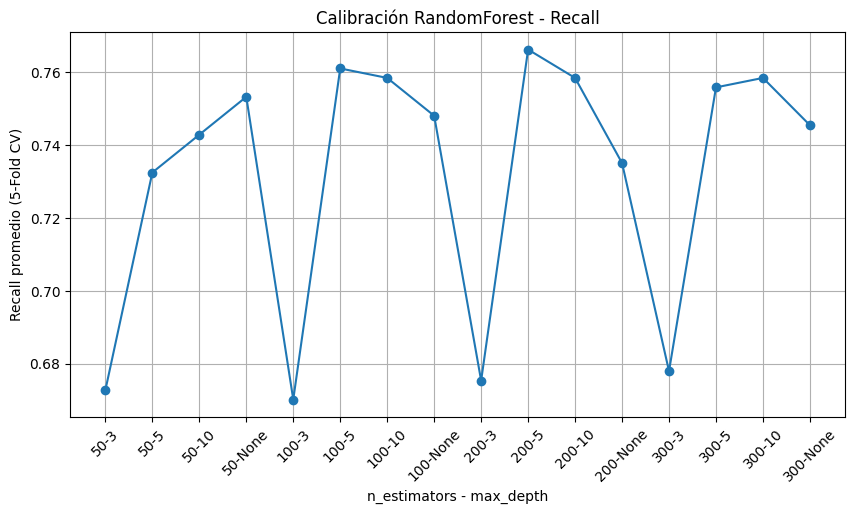 Calibración RandomForest - Recall
Recall promedio (5-Fold CV)
0.76
0.74
0.72
0.70
0.68
50-3
50-5
50-10
50-None
100-3
100-5
100-10
100-None
200-3
200-5
200-10
200-None
300-3
300-5
300-10
300-None
n_estimators - max_depth